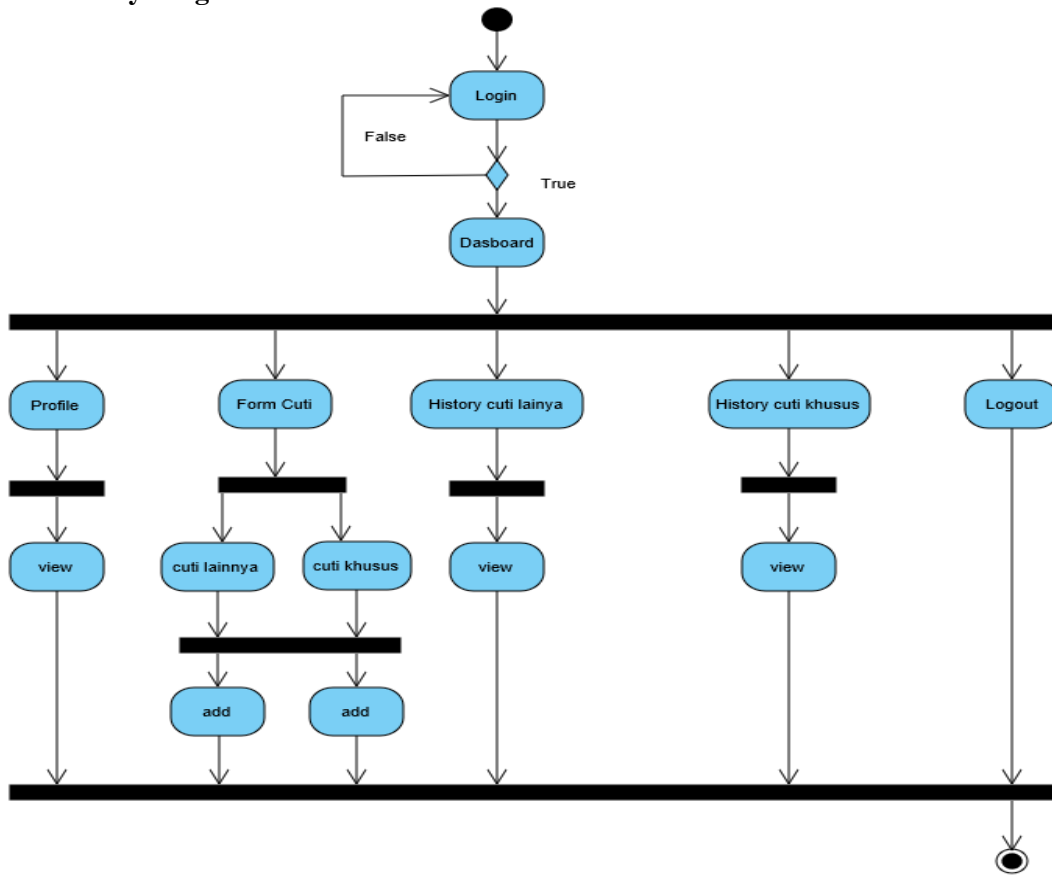 Login
False
True
Dasboard
Profile
Form Cuti
History cuti lainya
History cuti khusus
Logout
view
cuti lainnya
cuti khusus
view
view
add
add